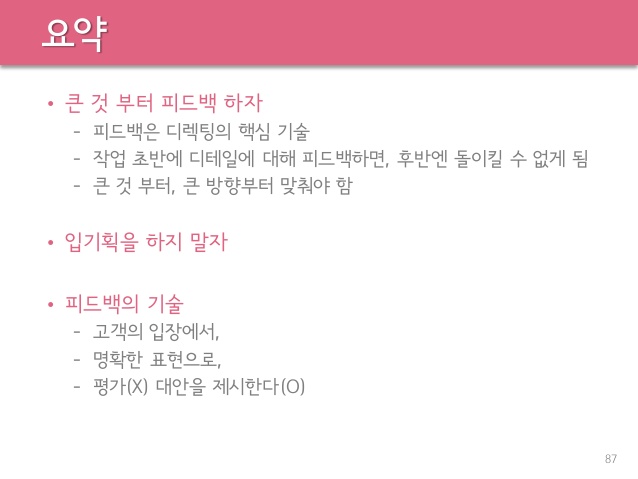 요약
• 큰 것 부터 피드백 하자
- 피드백은 디렉팅의 핵심 기술
- 작업 초반에 디테일에 대해 피드백하면, 후반엔 돌이킬 수 없게 됨
- 큰 것 부터, 큰 방향부터 맞춰야 함
• 입기획을 하지 말자
• 피드백의 기술
- 고객의 입장에서,
- 명확한 표현으로,
- 평가(X) 대안을 제시한다(O)
87